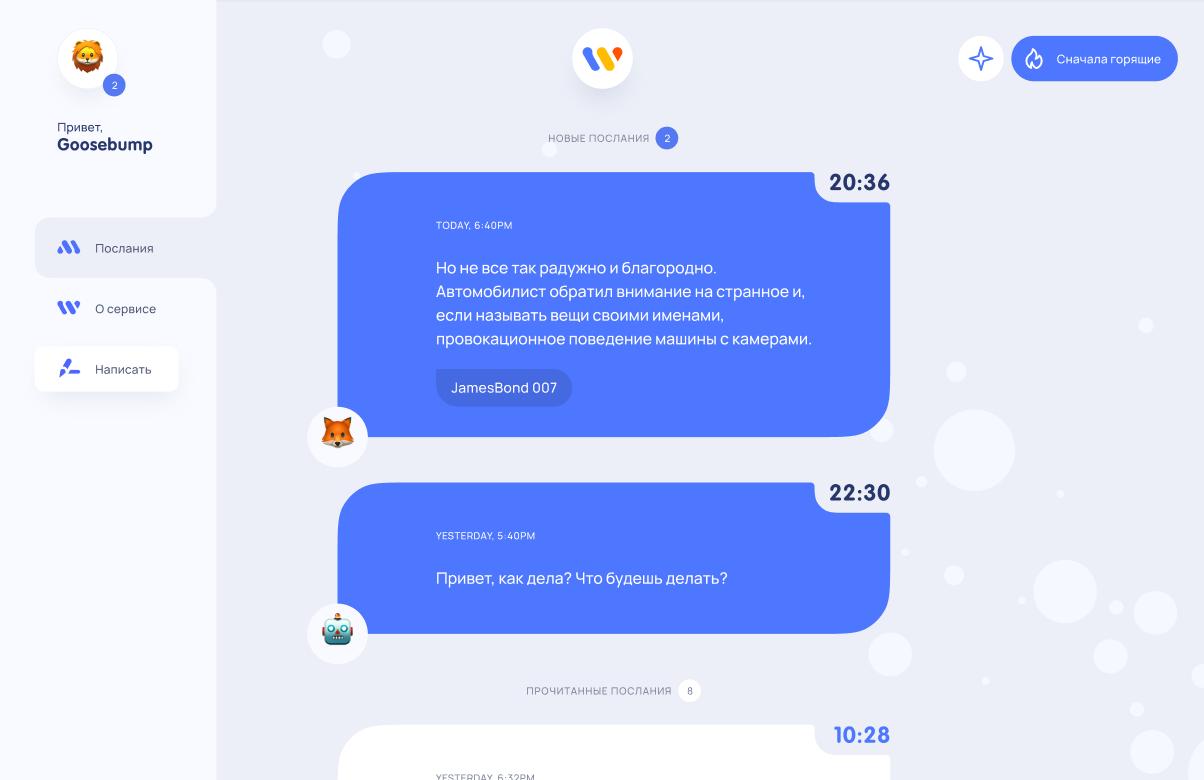 2
Привет,
Goosebump
Послания
О сервисе
Написать
Сначала горящие
НОВЫЕ ПОСЛАНИЯ 2
20:36
TODAY, 6:40PM
Но не все так радужно и благородно.
Автомобилист обратил внимание на странное и,
если называть вещи своими именами,
провокационное поведение машины с камерами.
JamesBond 007
22:30
YESTERDAY, 5:40PM
Привет, как дела? Что будешь делать?
ПРОЧИТАННЫЕ ПОСЛАНИЯ 8
10:28
YESTERDAY, 6:32PM